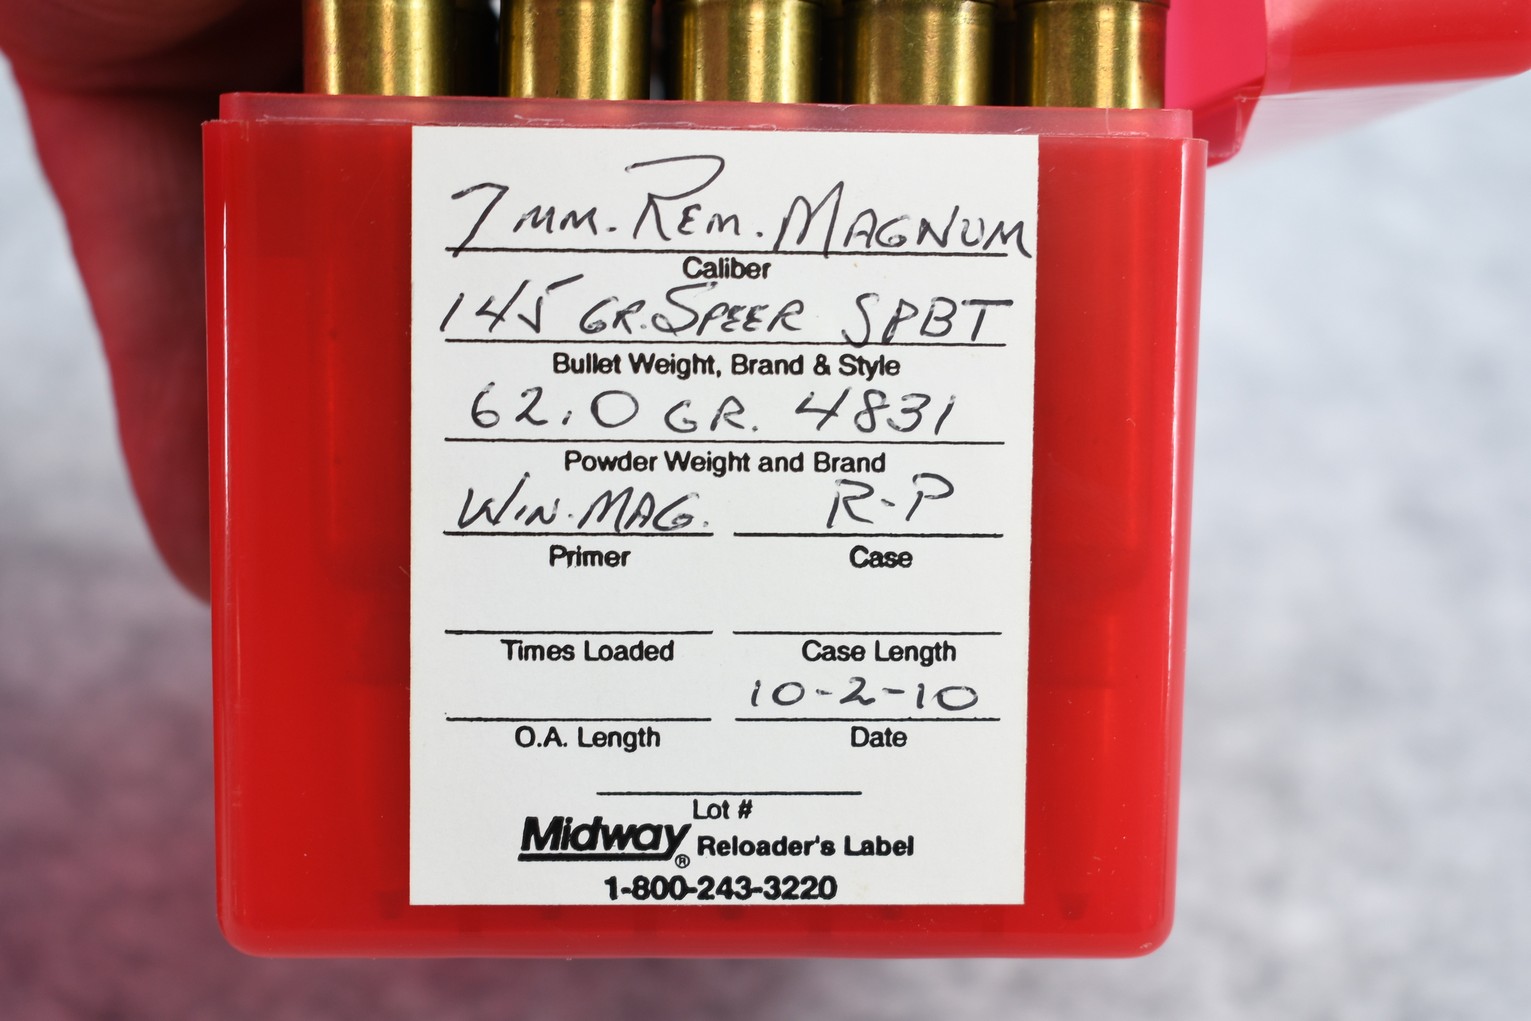 7 MM. REM. MAGNUM
Caliber
145 GR. SPEER SPBT
Bullet Weight, Brand & Style
62.0 GR. 4831
Powder Weight and Brand
WIN. MAG. R-P
Primer Case
Times Loaded Case Length
10-2-10
O.A. Length Date
Lot #
Midway® Reloader's Label
1-800-243-3220